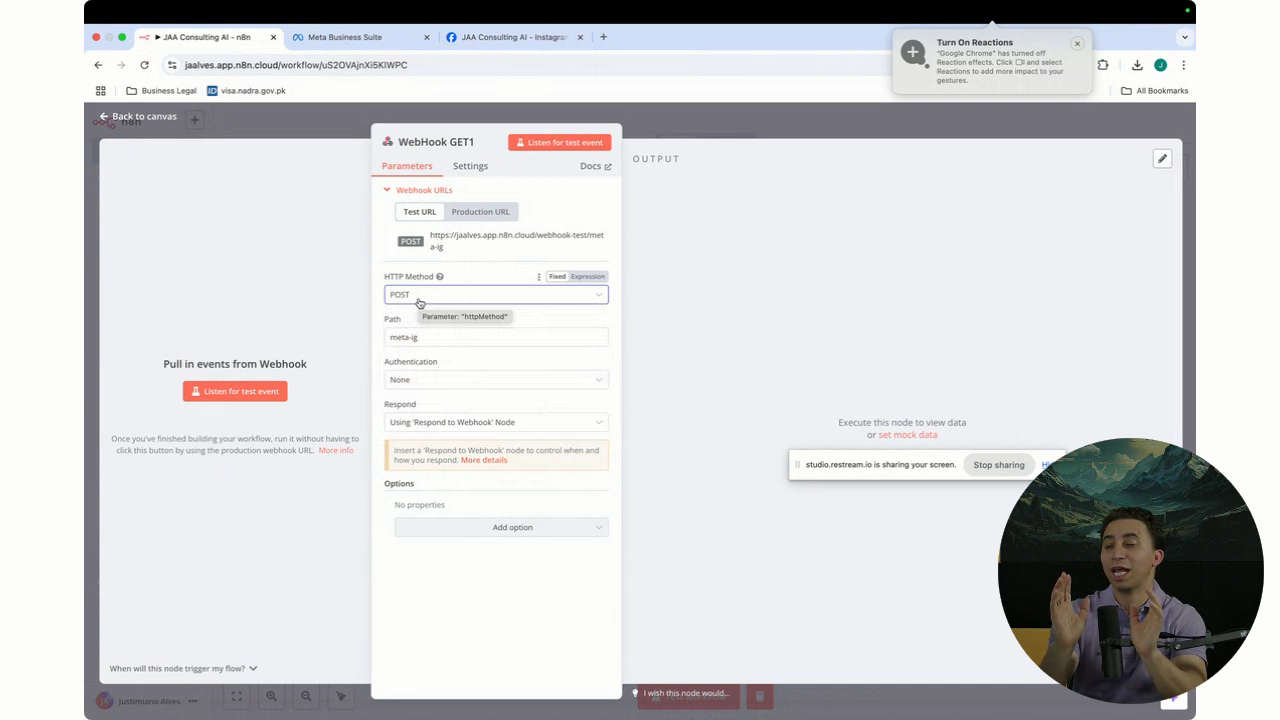 JAA Consulting AI - n8n
Meta Business Suite
JAA Consulting AI - Instagram
Turn On Reactions
"Google Chrome" has turned off
Reaction effects. Click and select
Reactions to add more impact to your
gestures.
jaalves.app.n8n.cloud/workflow/uS2OVAjnXi5KIWPC
J
Business Legal
visa.nadra.gov.pk
All Bookmarks
Back to canvas
WebHook GET1
Listen for test event
OUTPUT
Parameters
Settings
Docs
Webhook URLs
Test URL
Production URL
POST
https://jaalves.app.n8n.cloud/webhook-test/met
a-ig
HTTP Method
Fixed
Expression
POST
Parameter: "httpMethod"
Path
meta-ig
Authentication
None
Respond
Using 'Respond to Webhook' Node
Insert a 'Respond to Webhook' node to control when and
how you respond. More details
Options
No properties
Add option
Pull in events from Webhook
Listen for test event
Once you've finished building your workflow, run it without having to
click this button by using the production webhook URL. More info
When will this node trigger my flow?
Execute this node to view data
or set mock data
studio.restream.io is sharing your screen.
Stop sharing
JA
Justimiano Alves
I wish this node would...